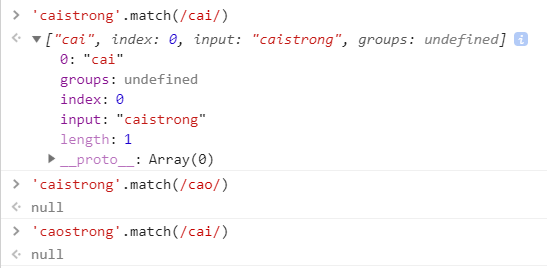 > 'caistrong'.match(/cai/)
< ▼ ["cai", index: 0, input: "caistrong", groups: undefined] i
0: "cai"
groups: undefined
index: 0
input: "caistrong"
length: 1
▶ __proto__: Array(0)
> 'caistrong'.match(/cao/)
< null
> 'caostrong'.match(/cai/)
< null